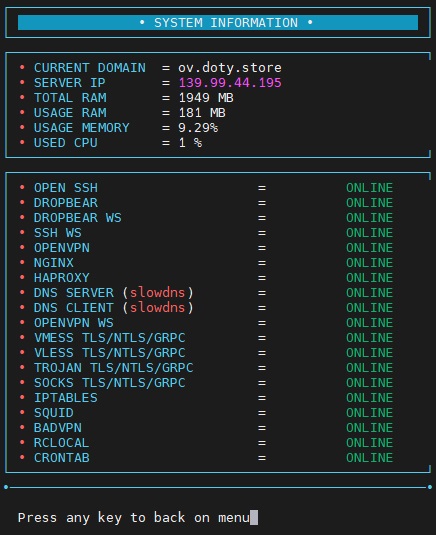 • SYSTEM INFORMATION •
• CURRENT DOMAIN = ov.doty.store
• SERVER IP = 139.99.44.195
• TOTAL RAM = 1949 MB
• USAGE RAM = 181 MB
• USAGE MEMORY = 9.29%
• USED CPU = 1 %
• OPEN SSH = ONLINE
• DROPBEAR = ONLINE
• DROPBEAR WS = ONLINE
• SSH WS = ONLINE
• OPENVPN = ONLINE
• NGINX = ONLINE
• HAPROXY = ONLINE
• DNS SERVER (slowdns) = ONLINE
• DNS CLIENT (slowdns) = ONLINE
• OPENVPN WS = ONLINE
• VMESS TLS/NTLS/GRPC = ONLINE
• VLESS TLS/NTLS/GRPC = ONLINE
• TROJAN TLS/NTLS/GRPC = ONLINE
• SOCKS TLS/NTLS/GRPC = ONLINE
• IPTABLES = ONLINE
• SQUID = ONLINE
• BADVPN = ONLINE
• RCLOCAL = ONLINE
• CRONTAB = ONLINE
Press any key to back on menu